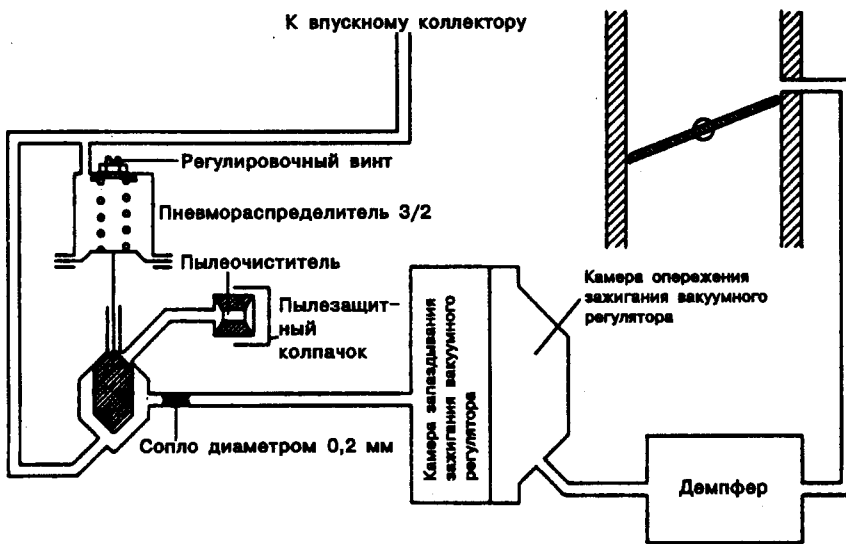 К впускному коллектору
Регулировочный винт
Пневмораспределитель 3/2
Пылеочиститель
Пылезащит-
ный
колпачок
Камера опережения
зажигания вакуумного
регулятора
Камера запаздывания
зажигания вакуумного
регулятора
Сопло диаметром 0,2 мм
Демпфер